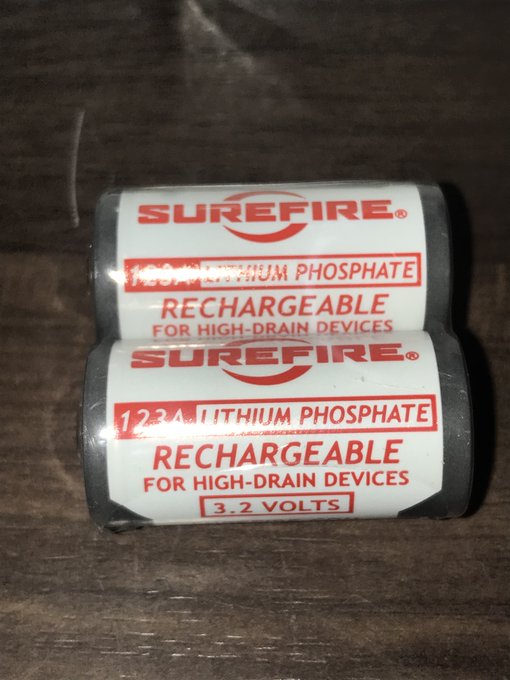 SUREFIRE®
123A LITHIUM PHOSPHATE
RECHARGEABLE
FOR HIGH-DRAIN DEVICES
SUREFIRE®
123A LITHIUM PHOSPHATE
RECHARGEABLE
FOR HIGH-DRAIN DEVICES
3.2 VOLTS